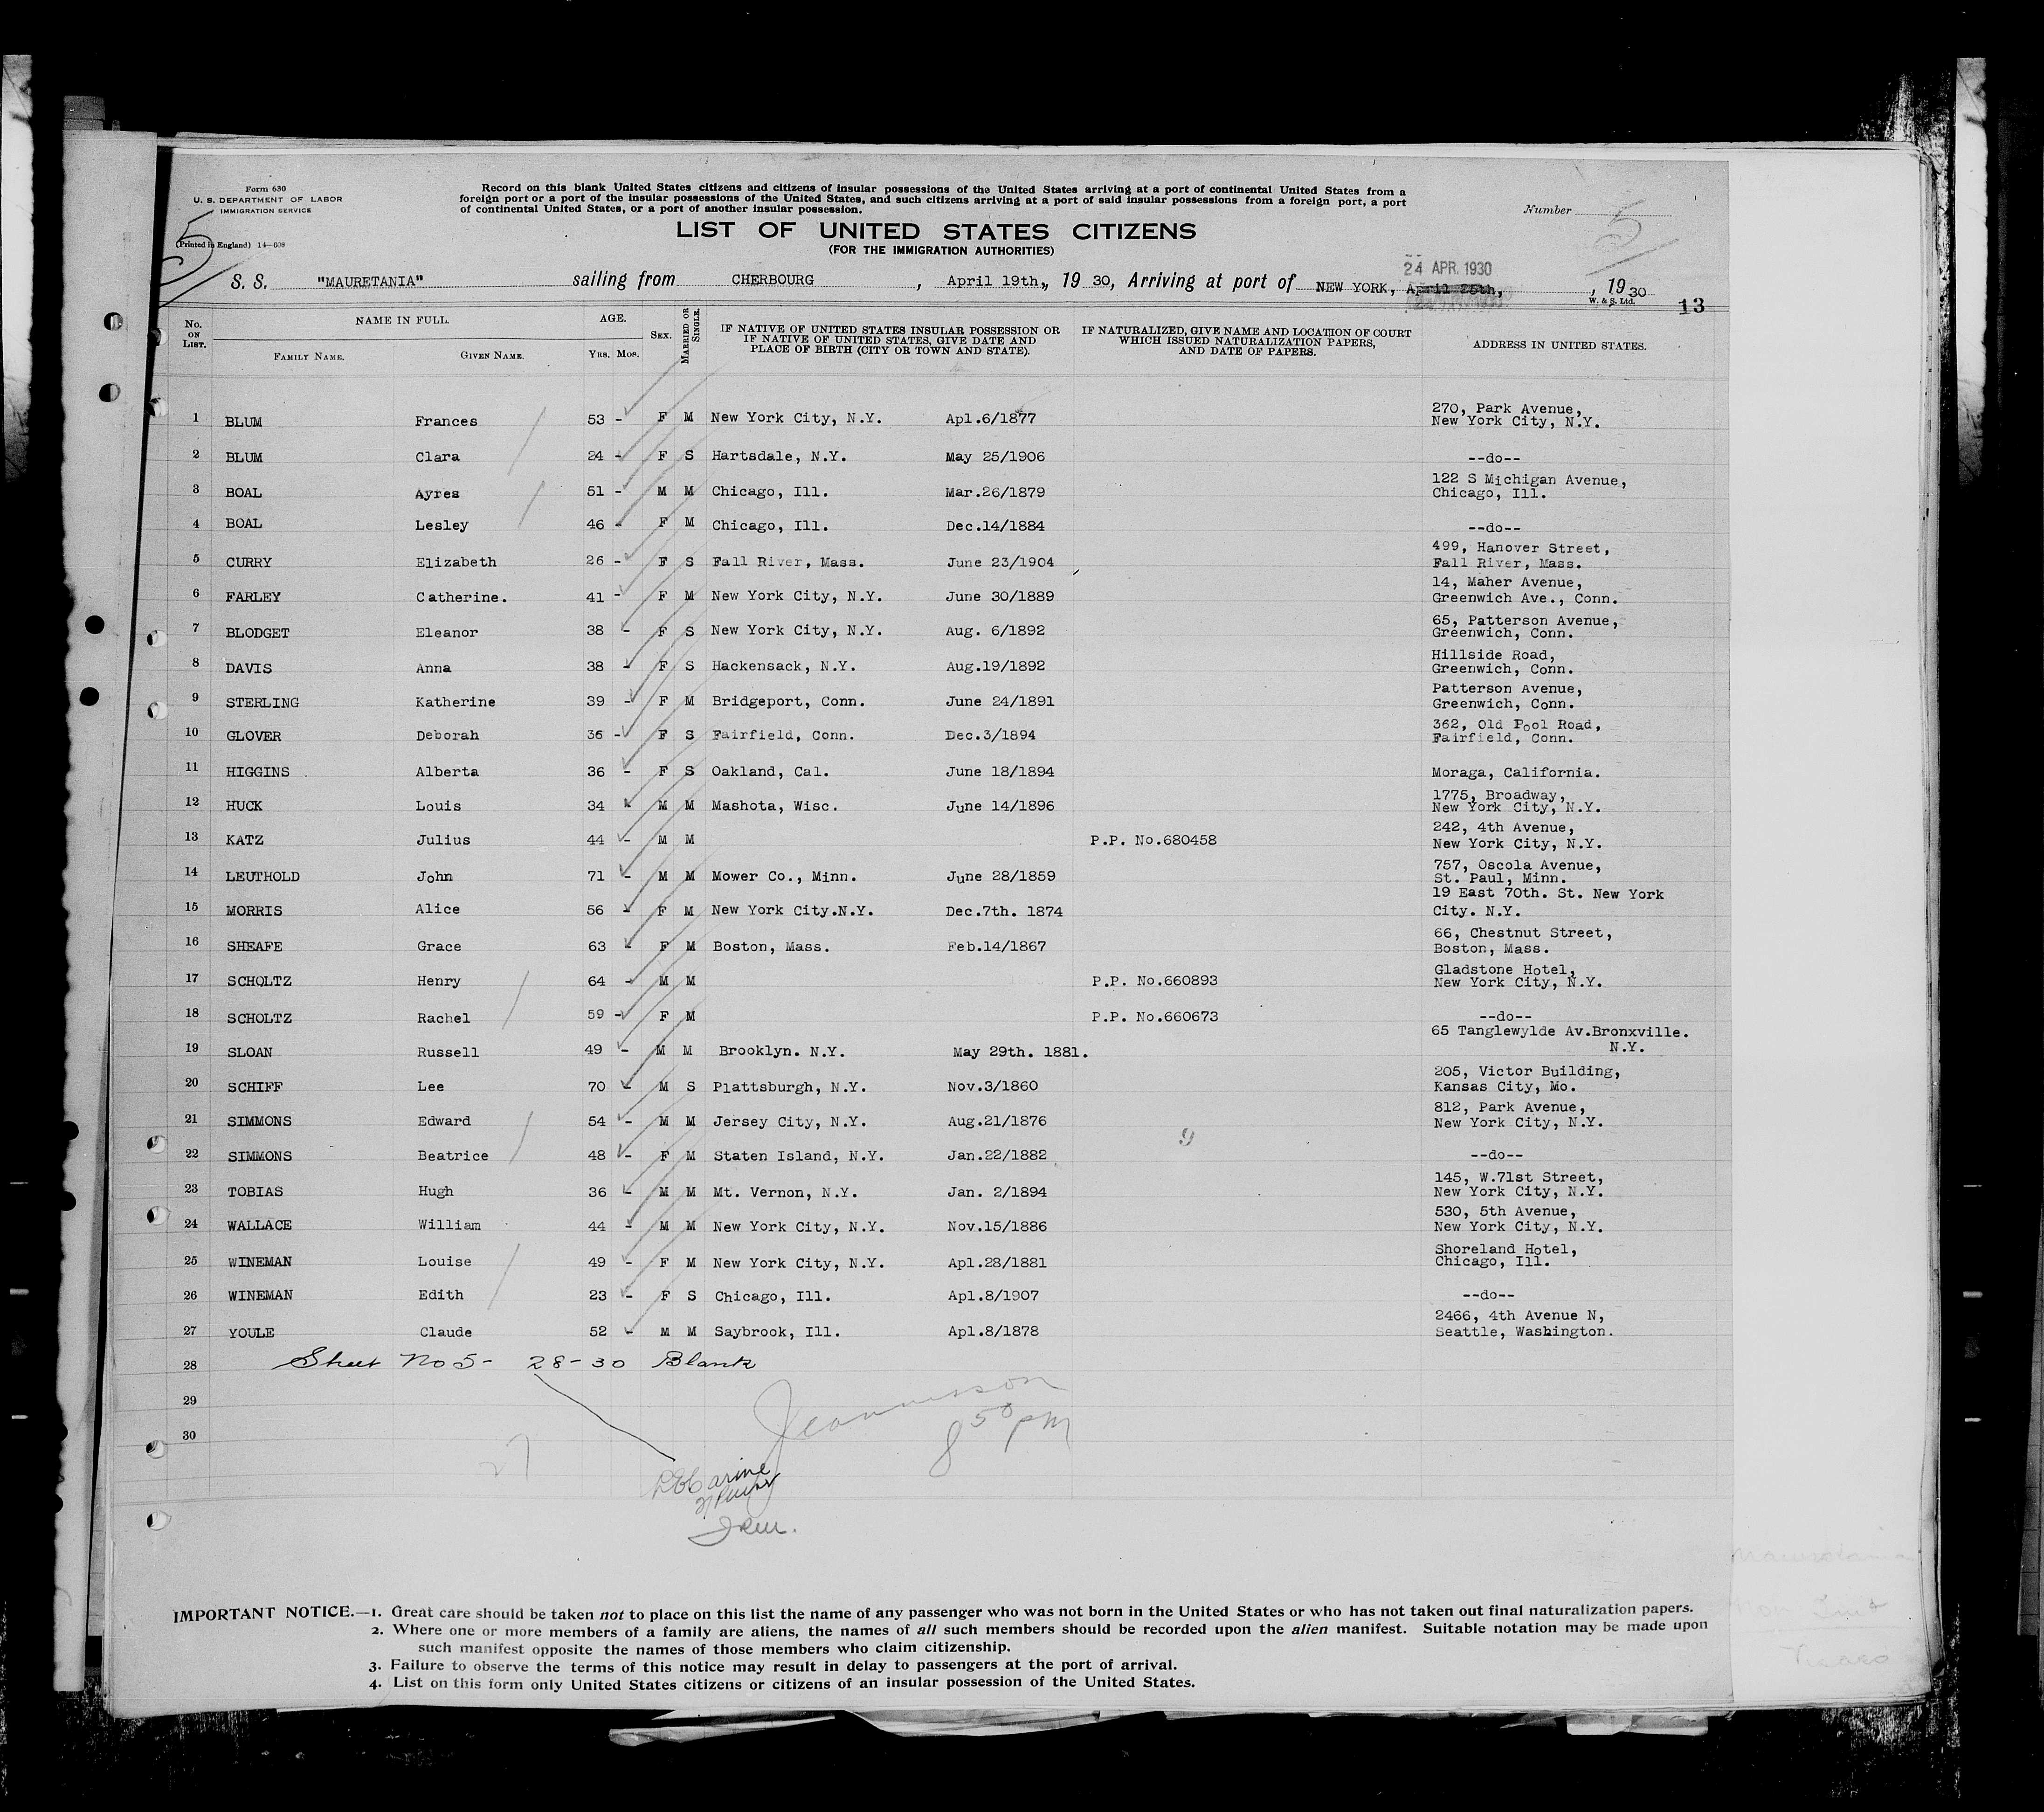 Form 630
U. S. DEPARTMENT OF LABOR
IMMIGRATION SERVICE
(Printed in England) 14—608
Record on this blank United States citizens and citizens of insular possessions of the United States arriving at a port of continental United States from a
foreign port or a port of the insular possessions of the United States, and such citizens arriving at a port of said insular possessions from a foreign port, a port
of continental United States, or a port of another insular possession.
Number 5
5
LIST OF UNITED STATES CITIZENS
(FOR THE IMMIGRATION AUTHORITIES)
24 APR. 1930
S. S. "MAURETANIA" sailing from CHERBOURG , April 19th,, 19 30, Arriving at port of NEW YORK, April 25th, , 19 30
W. & S. Ltd.
13
No. ON LIST. NAME IN FULL. AGE. SEX. MARRIED OR SINGLE. IF NATIVE OF UNITED STATES INSULAR POSSESSION OR IF NATIVE OF UNITED STATES, GIVE DATE AND PLACE OF BIRTH (CITY OR TOWN AND STATE). IF NATURALIZED, GIVE NAME AND LOCATION OF COURT WHICH ISSUED NATURALIZATION PAPERS, AND DATE OF PAPERS. ADDRESS IN UNITED STATES.
FAMILY NAME. GIVEN NAME. YRS. MOS.
1 BLUM Frances 53 - F M New York City, N.Y. Apl.6/1877 270, Park Avenue, New York City, N.Y.
2 BLUM Clara 24 - F S Hartsdale, N.Y. May 25/1906 --do--
3 BOAL Ayres 51 - M M Chicago, Ill. Mar.26/1879 122 S Michigan Avenue, Chicago, Ill.
4 BOAL Lesley 46 - F M Chicago, Ill. Dec.14/1884 --do--
5 CURRY Elizabeth 26 - F S Fall River, Mass. June 23/1904 499, Hanover Street, Fall River, Mass.
6 FARLEY Catherine. 41 - F M New York City, N.Y. June 30/1889 14, Maher Avenue, Greenwich Ave., Conn.
7 BLODGET Eleanor 38 - F S New York City, N.Y. Aug. 6/1892 65, Patterson Avenue, Greenwich, Conn.
8 DAVIS Anna 38 - F S Hackensack, N.Y. Aug.19/1892 Hillside Road, Greenwich, Conn.
9 STERLING Katherine 39 - F M Bridgeport, Conn. June 24/1891 Patterson Avenue, Greenwich, Conn.
10 GLOVER Deborah 36 - F S Fairfield, Conn. Dec.3/1894 362, Old Pool Road, Fairfield, Conn.
11 HIGGINS Alberta 36 - F S Oakland, Cal. June 18/1894 Moraga, California.
12 HUCK Louis 34 - M M Mashota, Wisc. June 14/1896 1775, Broadway, New York City, N.Y.
13 KATZ Julius 44 - M M P.P. No.680458 242, 4th Avenue, New York City, N.Y.
14 LEUTHOLD John 71 - M M Mower Co., Minn. June 28/1859 757, Oscola Avenue, St. Paul, Minn.
15 MORRIS Alice 56 - F M New York City.N.Y. Dec.7th. 1874 19 East 70th. St. New York City. N.Y.
16 SHEAFE Grace 63 - F M Boston, Mass. Feb.14/1867 66, Chestnut Street, Boston, Mass.
17 SCHOLTZ Henry 64 - M M P.P. No.660893 Gladstone Hotel, New York City, N.Y.
18 SCHOLTZ Rachel 59 - F M P.P. No.660673 --do--
19 SLOAN Russell 49 - M M Brooklyn. N.Y. May 29th. 1881. 65 Tanglewylde Av.Bronxville. N.Y.
20 SCHIFF Lee 70 - M S Plattsburgh, N.Y. Nov.3/1860 205, Victor Building, Kansas City, Mo.
21 SIMMONS Edward 54 - M M Jersey City, N.Y. Aug.21/1876 812, Park Avenue, New York City, N.Y.
9
22 SIMMONS Beatrice 48 - F M Staten Island, N.Y. Jan.22/1882 --do--
23 TOBIAS Hugh 36 - M M Mt. Vernon, N.Y. Jan. 2/1894 145, W.71st Street, New York City, N.Y.
24 WALLACE William 44 - M M New York City, N.Y. Nov.15/1886 530, 5th Avenue, New York City, N.Y.
25 WINEMAN Louise 49 - F M New York City, N.Y. Apl.28/1881 Shoreland Hotel, Chicago, Ill.
26 WINEMAN Edith 23 - F S Chicago, Ill. Apl.8/1907 --do--
27 YOULE Claude 52 - M M Saybrook, Ill. Apl.8/1878 2466, 4th Avenue N, Seattle, Washington.
28 Sheet No 5- 28-30 Blank
29
30
8 50 pm
27
IMPORTANT NOTICE.—1. Great care should be taken not to place on this list the name of any passenger who was not born in the United States or who has not taken out final naturalization papers.
2. Where one or more members of a family are aliens, the names of all such members should be recorded upon the alien manifest. Suitable notation may be made upon
such manifest opposite the names of those members who claim citizenship.
3. Failure to observe the terms of this notice may result in delay to passengers at the port of arrival.
4. List on this form only United States citizens or citizens of an insular possession of the United States.